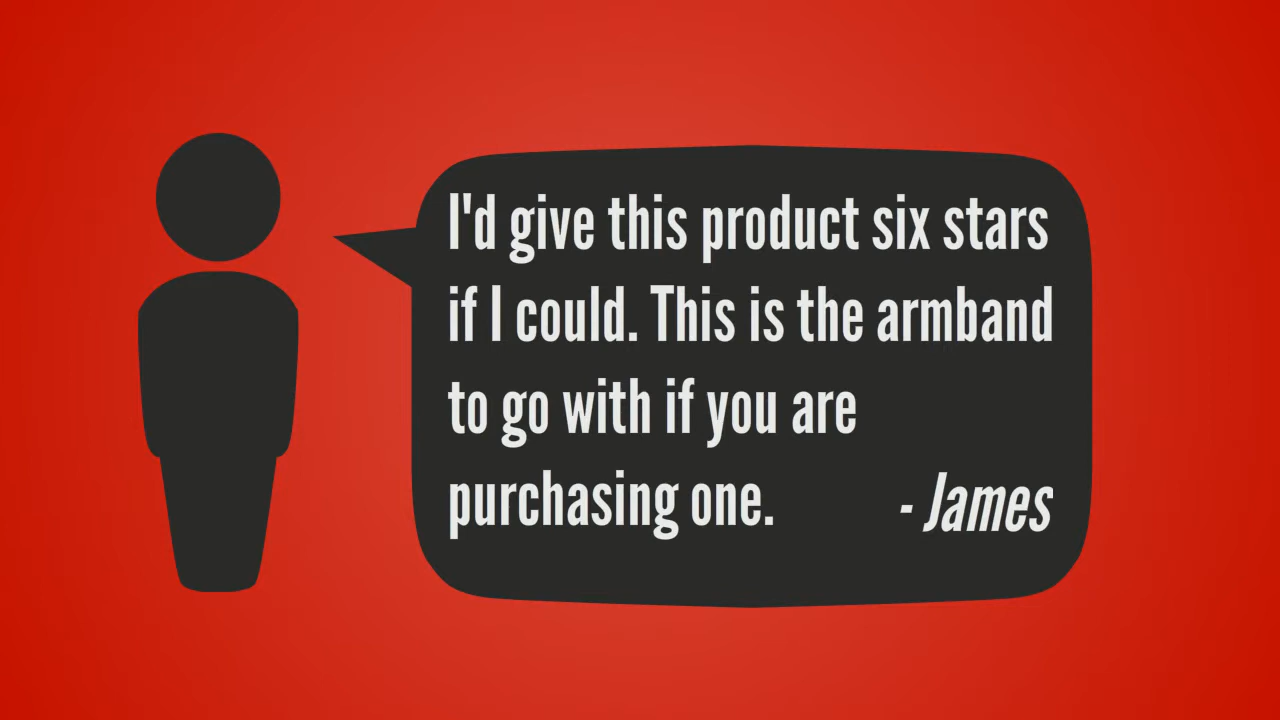 I'd give this product six stars
if I could. This is the armband
to go with if you are
purchasing one.
- James